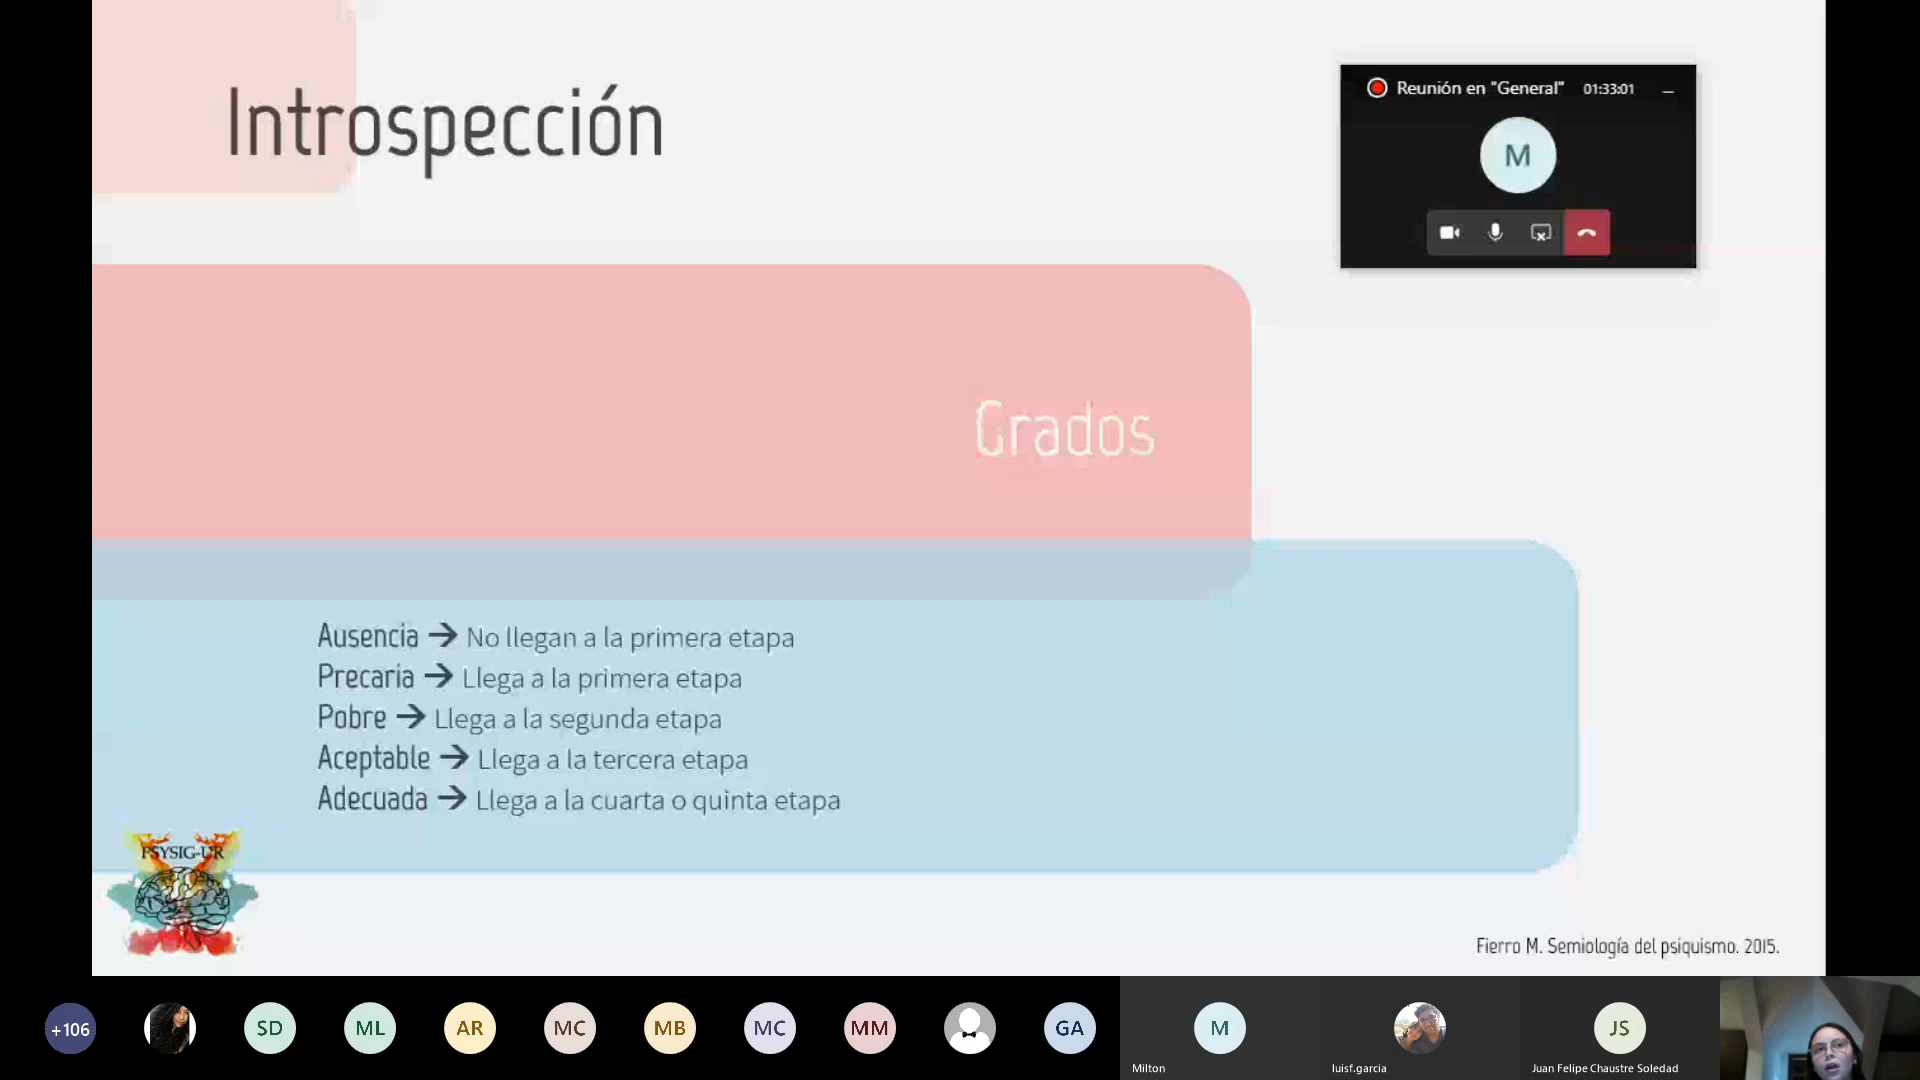 Introspección
Reunión en "General" 01:33:01
M
Grados
Ausencia → No llegan a la primera etapa
Precaria → Llega a la primera etapa
Pobre → Llega a la segunda etapa
Aceptable → Llega a la tercera etapa
Adecuada → Llega a la cuarta o quinta etapa
PSYSIG-UR
Fierro M. Semiología del psiquismo. 2015.
+106 SD ML AR MC MB MC MM GA M JS
Milton luisf.garcia Juan Felipe Chaustre Soledad